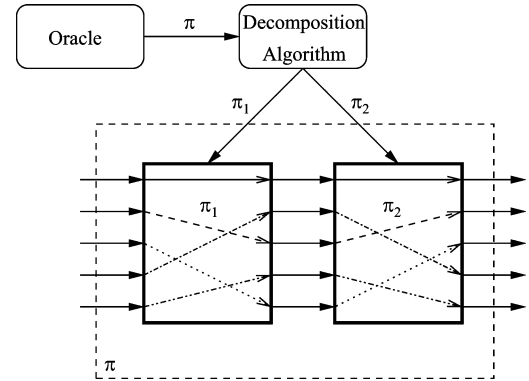 Oracle
π
Decomposition
Algorithm
π1
π2
π1
π2
π